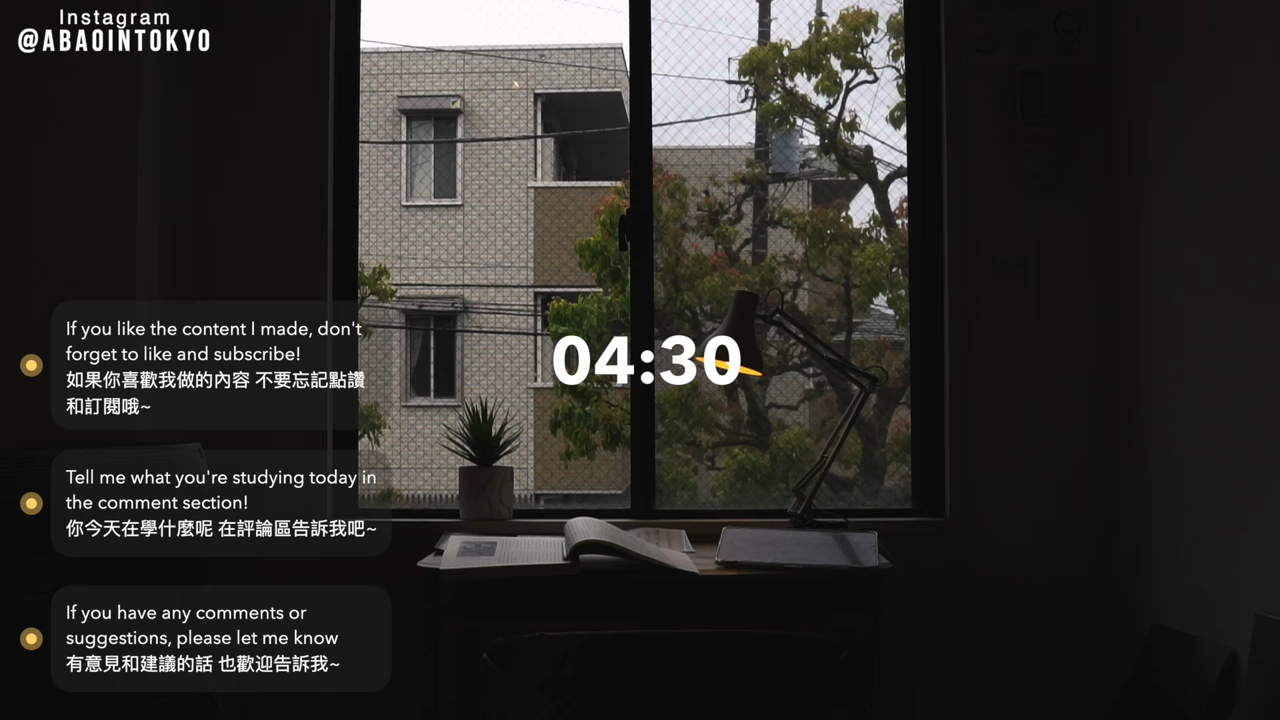 Instagram
@ABAOINTOKYO
If you like the content I made, don't
forget to like and subscribe!
如果你喜歡我做的內容 不要忘記點讚
和訂閱哦~
04:30
Tell me what you're studying today in
the comment section!
你今天在學什麼呢 在評論區告訴我吧~
If you have any comments or
suggestions, please let me know
有意見和建議的話 也歡迎告訴我~